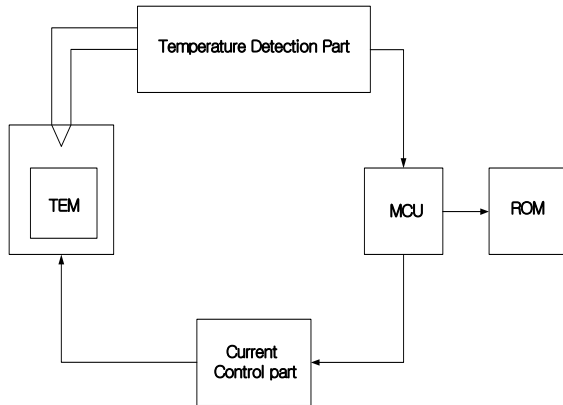 Temperature Detection Part
TEM
MCU
ROM
Current
Control part